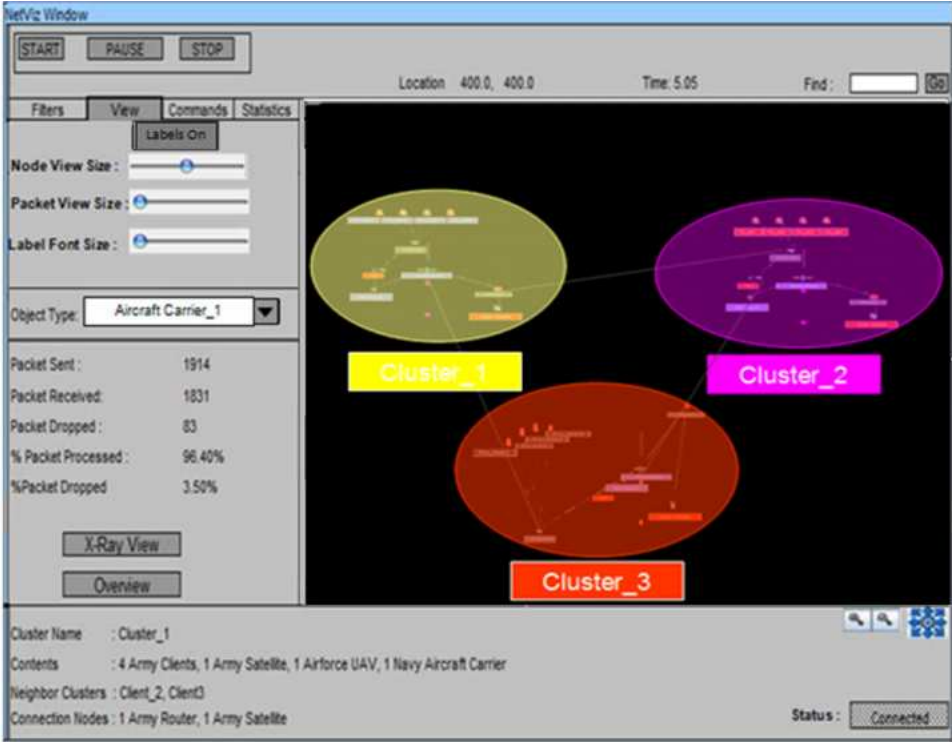 NetViz Window
START PAUSE STOP
Location 400.0, 400.0 Time: 5.05 Find : Go
Filters View Commands Statistics
Labels On
Node View Size :
Packet View Size :
Label Font Size :
Object Type: Aircraft Carrier_1
Packet Sent : 1914
Packet Received: 1831
Packet Dropped : 83
% Packet Processed : 96.40%
%Packet Dropped 3.50%
X-Ray View
Overview
Cluster_1
Cluster_2
Cluster_3
Cluster Name : Cluster_1
Contents : 4 Army Clients, 1 Army Satellite, 1 Airforce UAV, 1 Navy Aircraft Carrier
Neighbor Clusters : Client_2, Client3
Connection Nodes : 1 Army Router, 1 Army Satellite
Status : Connected